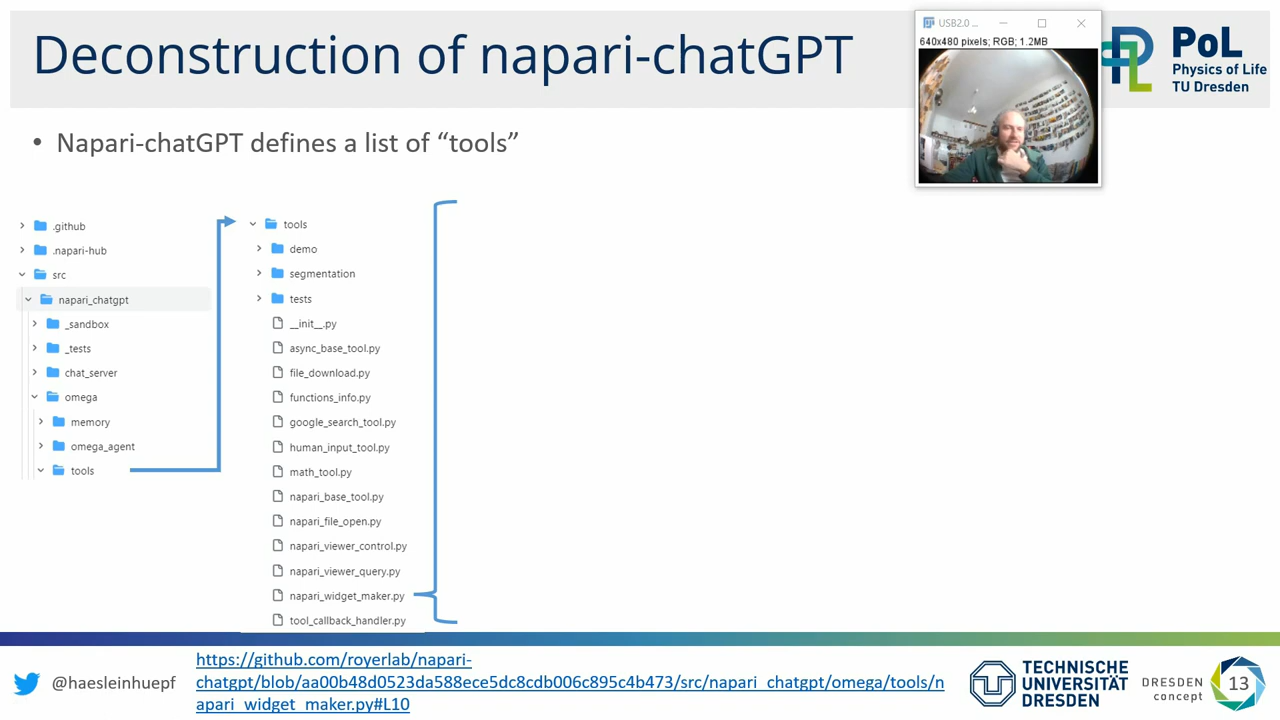 Deconstruction of napari-chatGPT
USB2.0 ...
640x480 pixels; RGB; 1.2MB
PoL
Physics of Life
TU Dresden
• Napari-chatGPT defines a list of “tools”
.github
.napari-hub
src
napari_chatgpt
_sandbox
_tests
chat_server
omega
memory
omega_agent
tools
tools
demo
segmentation
tests
__init__.py
async_base_tool.py
file_download.py
functions_info.py
google_search_tool.py
human_input_tool.py
math_tool.py
napari_base_tool.py
napari_file_open.py
napari_viewer_control.py
napari_viewer_query.py
napari_widget_maker.py
tool_callback_handler.py
@haesleinhuepf
https://github.com/royerlab/napari-
chatgpt/blob/aa00b48d0523da588ece5dc8cdb006c895c4b473/src/napari_chatgpt/omega/tools/n
apari_widget_maker.py#L10
TECHNISCHE
UNIVERSITÄT
DRESDEN
DRESDEN
concept
13